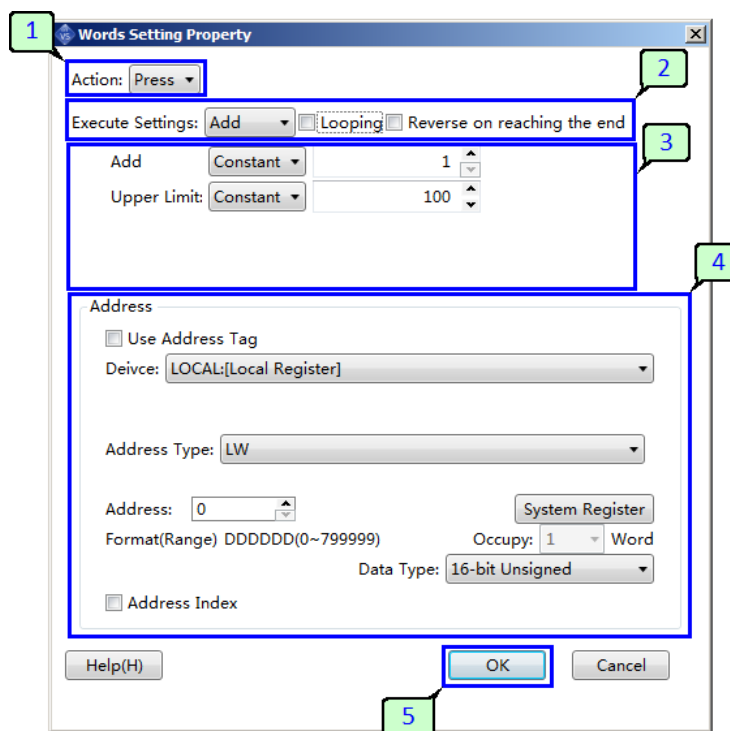 1
VS Words Setting Property
Action: Press
2
Execute Settings: Add Looping Reverse on reaching the end
3
Add Constant 1
Upper Limit: Constant 100
4
Address
Use Address Tag
Deivce: LOCAL:[Local Register]
Address Type: LW
Address: 0 System Register
Format(Range) DDDDDD(0~799999) Occupy: 1 Word
Data Type: 16-bit Unsigned
Address Index
Help(H) OK Cancel
5